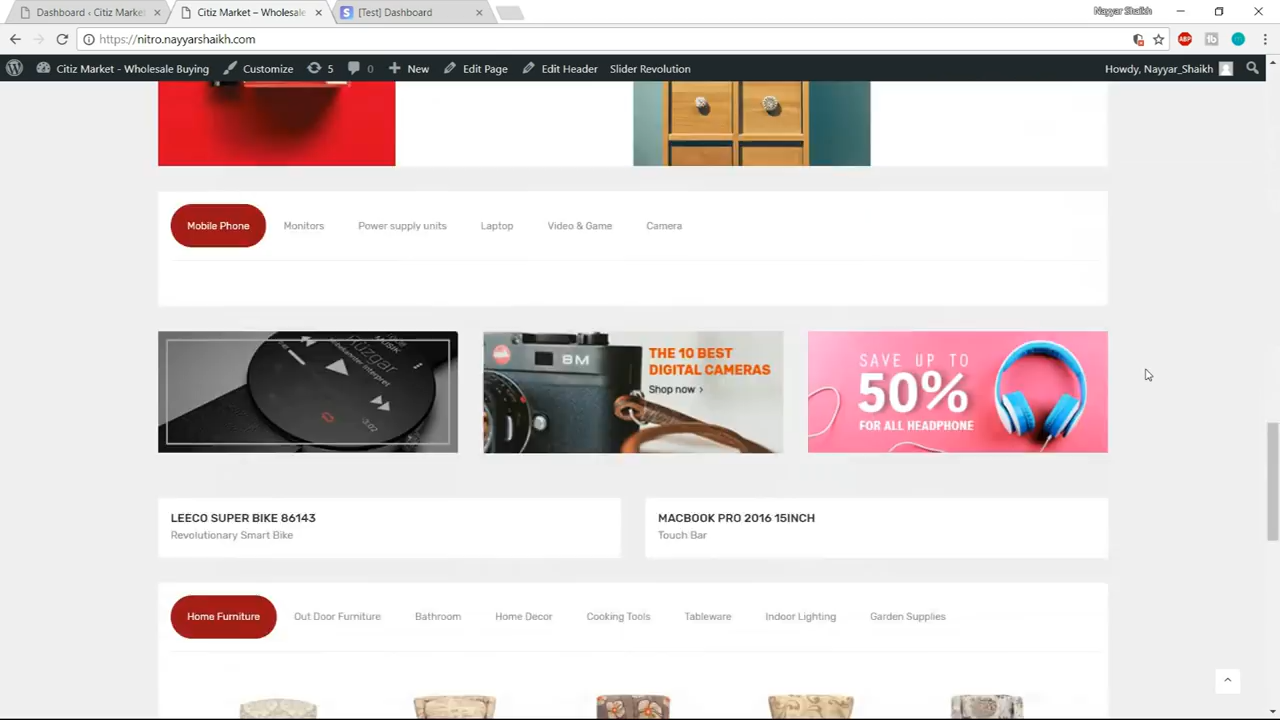 Dashboard ‹ Citiz Market
Citiz Market – Wholesale
[Test] Dashboard
Nayyar Shaikh
https://nitro.nayyarshaikh.com
ABP
tb
Citiz Market - Wholesale Buying
Customize
5
0
New
Edit Page
Edit Header
Slider Revolution
Howdy, Nayyar_Shaikh
Mobile Phone
Monitors
Power supply units
Laptop
Video & Game
Camera
8M
THE 10 BEST
DIGITAL CAMERAS
Shop now ›
SAVE UP TO
50%
FOR ALL HEADPHONE
LEECO SUPER BIKE 86143
Revolutionary Smart Bike
MACBOOK PRO 2016 15INCH
Touch Bar
Home Furniture
Out Door Furniture
Bathroom
Home Decor
Cooking Tools
Tableware
Indoor Lighting
Garden Supplies